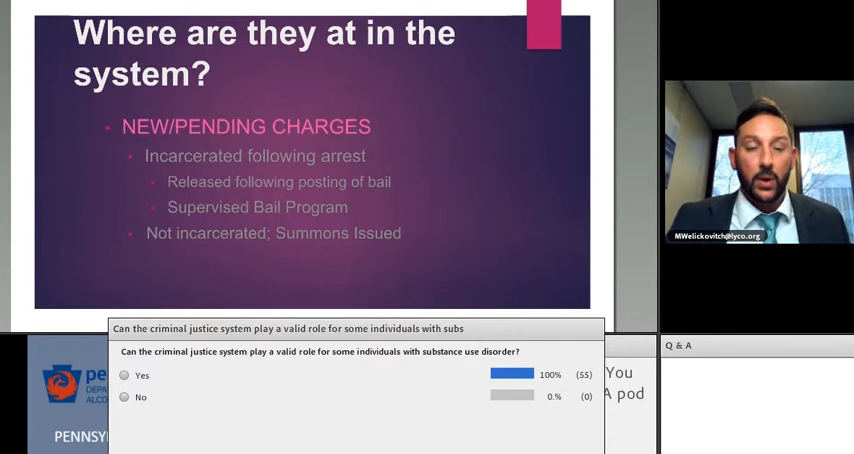 Where are they at in the
system?
NEW/PENDING CHARGES
Incarcerated following arrest
Released following posting of bail
Supervised Bail Program
Not incarcerated; Summons Issued
MWelickovitch@lyco.org
Can the criminal justice system play a valid role for some individuals with subs
Can the criminal justice system play a valid role for some individuals with substance use disorder?
Yes 100% (55)
No 0.% (0)
pe
DEPA
ALCO
PENNSY
You
A pod
Q & A